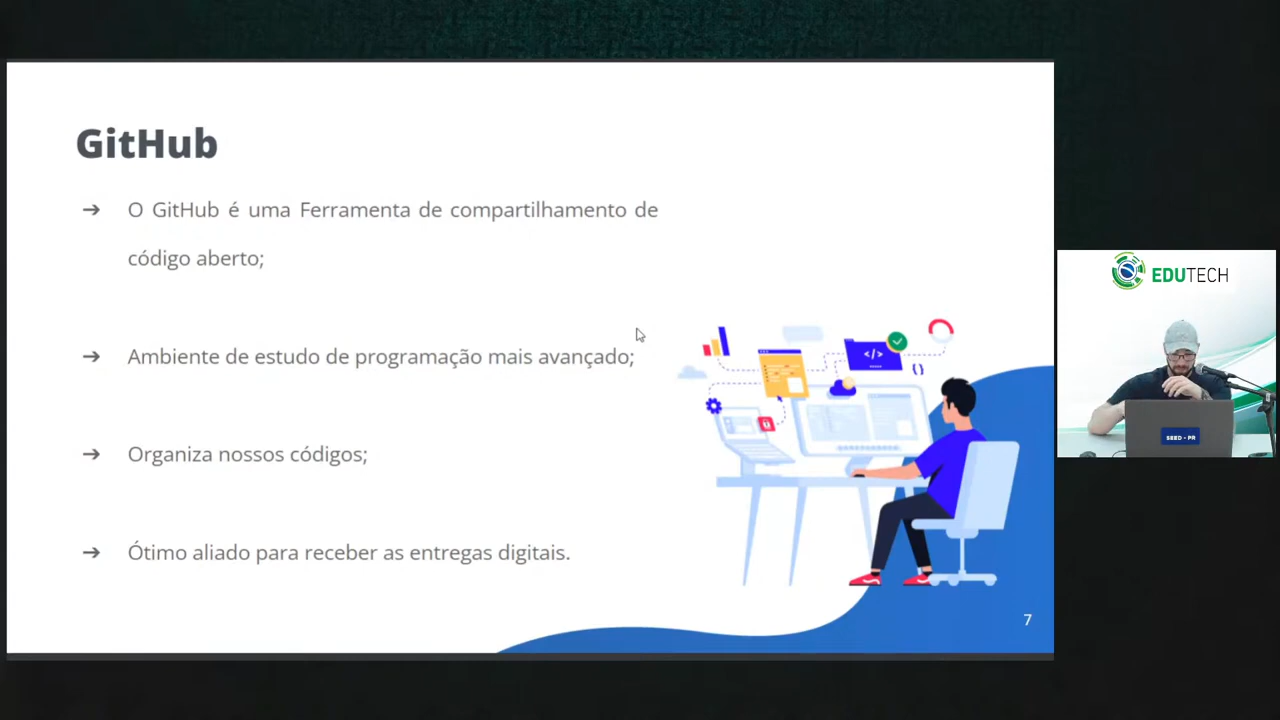 GitHub
➔ O GitHub é uma Ferramenta de compartilhamento de
código aberto;
➔ Ambiente de estudo de programação mais avançado;
➔ Organiza nossos códigos;
➔ Ótimo aliado para receber as entregas digitais.
</>
{}
7
EDUTECH
SEED - PR